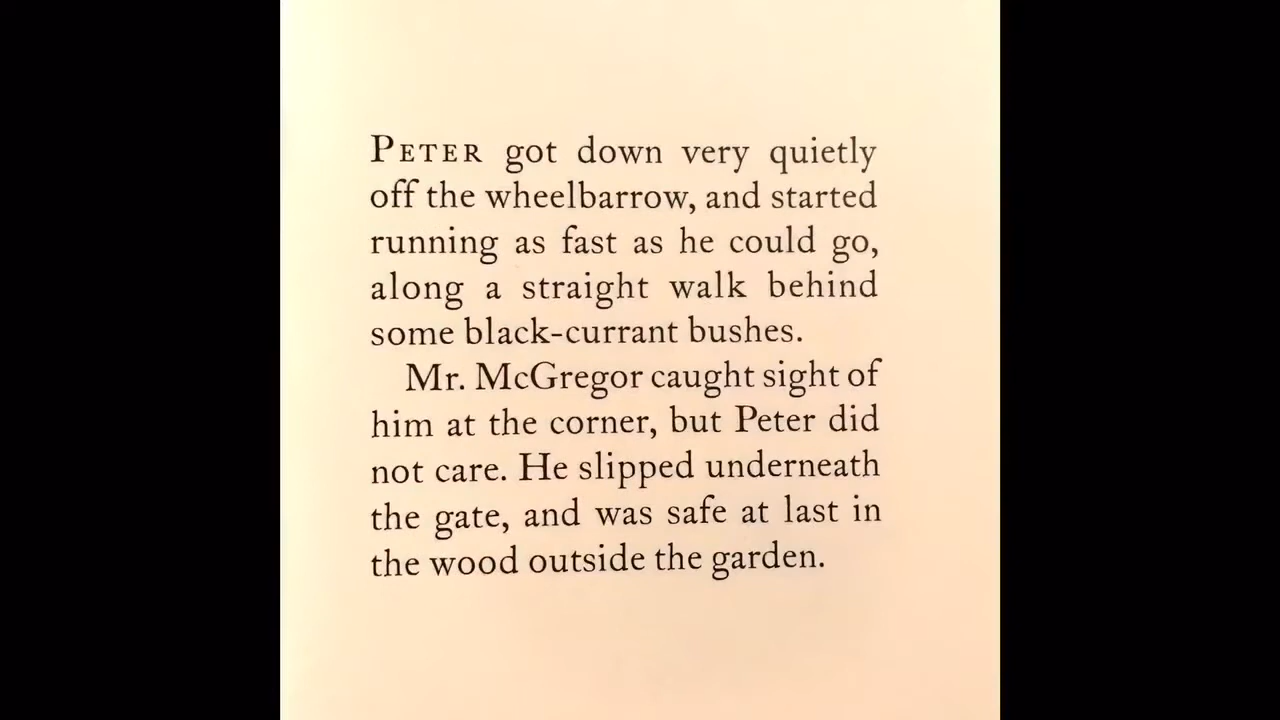 PETER got down very quietly
off the wheelbarrow, and started
running as fast as he could go,
along a straight walk behind
some black-currant bushes.
Mr. McGregor caught sight of
him at the corner, but Peter did
not care. He slipped underneath
the gate, and was safe at last in
the wood outside the garden.